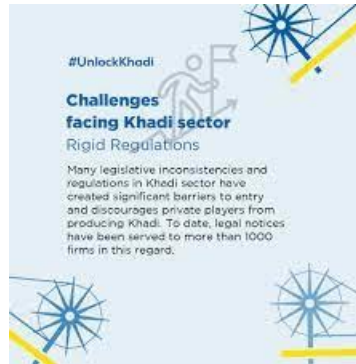 #UnlockKhadi
Challenges
facing Khadi sector
Rigid Regulations
Many legislative inconsistencies and
regulations in Khadi sector have
created significant barriers to entry
and discourages private players from
producing Khadi. To date, legal notices
have been served to more than 1000
firms in this regard.